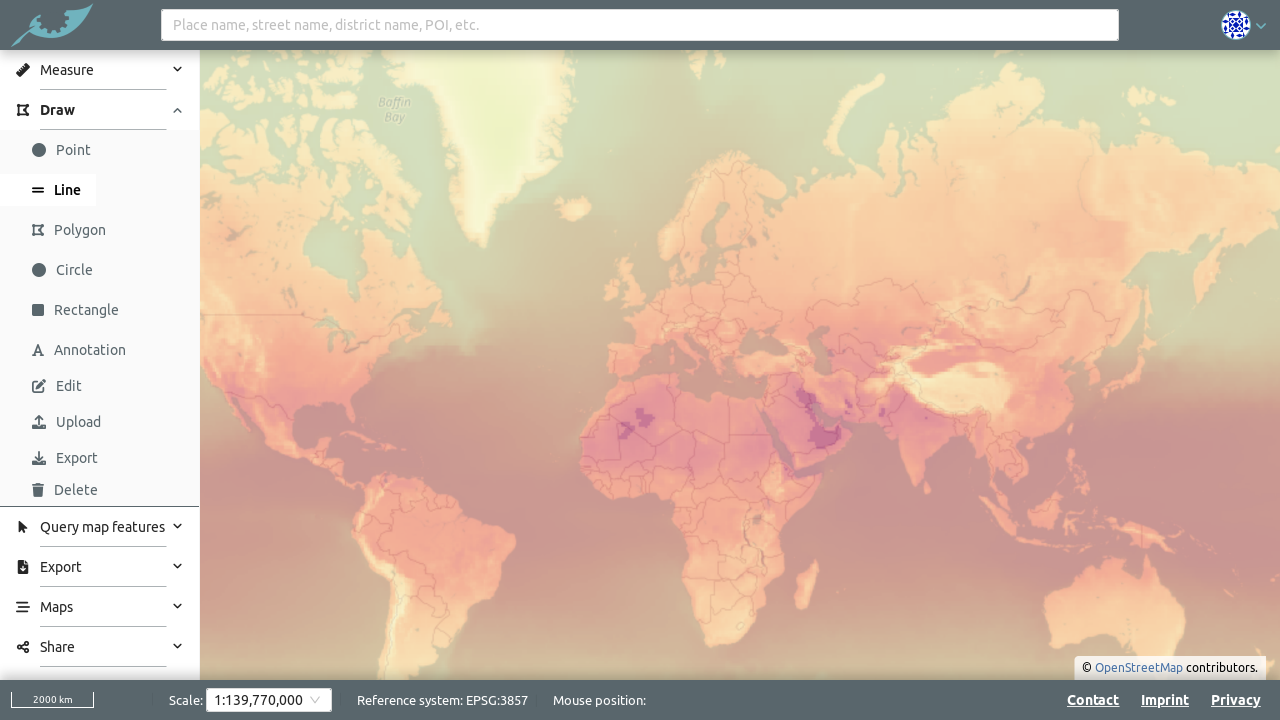 Place name, street name, district name, POI, etc.
Measure
Draw
Point
Line
Polygon
Circle
Rectangle
Annotation
Edit
Upload
Export
Delete
Query map features
Export
Maps
Share
Baffin
Bay
© OpenStreetMap contributors.
2000 km
Scale: 1:139,770,000
Reference system: EPSG:3857
Mouse position:
Contact
Imprint
Privacy